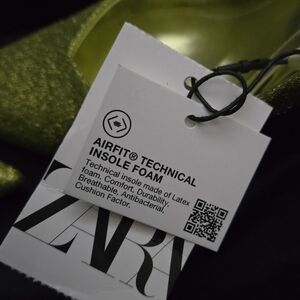 AIRFIT® TECHNICAL
INSOLE FOAM
Technical insole made of Latex
foam. Comfort, Durability,
Breathable, Antibacterial,
Cushion Factor.
ZARA